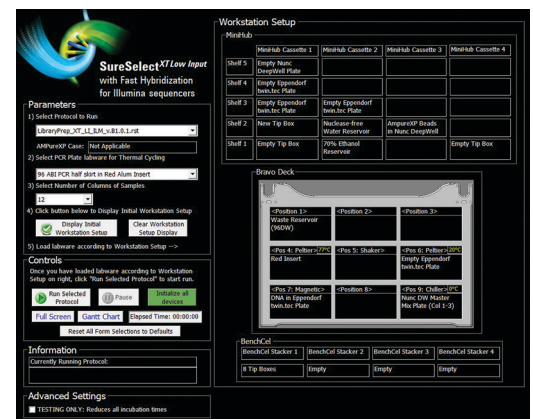 SureSelectXT Low Input
with Fast Hybridization
for Illumina sequencers
Parameters
1) Select Protocol to Run
LibraryPrep_XT_LI_ILM_v.B1.0.1.rst
AMPureXP Case: Not Applicable
2) Select PCR Plate labware for Thermal Cycling
96 ABI PCR half skirt in Red Alum Insert
3) Select Number of Columns of Samples
12
4) Click button below to Display Initial Workstation Setup
Display Initial
Workstation Setup
Clear Workstation
Setup Display
5) Load labware according to Workstation Setup -->
Controls
Once you have loaded labware according to Workstation
Setup on right, click "Run Selected Protocol" to start run.
Run Selected
Protocol
Pause
Initialize all
devices
Full Screen
Gantt Chart
Elapsed Time: 00:00:00
Reset All Form Selections to Defaults
Information
Currently Running Protocol:
Advanced Settings
TESTING ONLY: Reduces all incubation times
Workstation Setup
MiniHub
MiniHub Cassette 1 MiniHub Cassette 2 MiniHub Cassette 3 MiniHub Cassette 4
Shelf 5 Empty Nunc
DeepWell Plate
Shelf 4 Empty Eppendorf
twin.tec Plate
Shelf 3 Empty Eppendorf Empty Eppendorf
twin.tec Plate twin.tec Plate
Shelf 2 New Tip Box Nuclease-free AmpureXP Beads
Water Reservoir in Nunc DeepWell
Shelf 1 Empty Tip Box 70% Ethanol Empty Tip Box
Reservoir
Bravo Deck
<Position 1> <Position 2> <Position 3>
Waste Reservoir
(96DW)
<Pos 4: Peltier> 77°C <Pos 5: Shaker> <Pos 6: Peltier> 20°C
Red Insert Empty Eppendorf
twin.tec Plate
<Pos 7: Magnetic> <Position 8> <Pos 9: Chiller> 0°C
DNA in Eppendorf Nunc DW Master
twin.tec Plate Mix Plate (Col 1-3)
BenchCel
BenchCel Stacker 1 BenchCel Stacker 2 BenchCel Stacker 3 BenchCel Stacker 4
8 Tip Boxes Empty Empty Empty